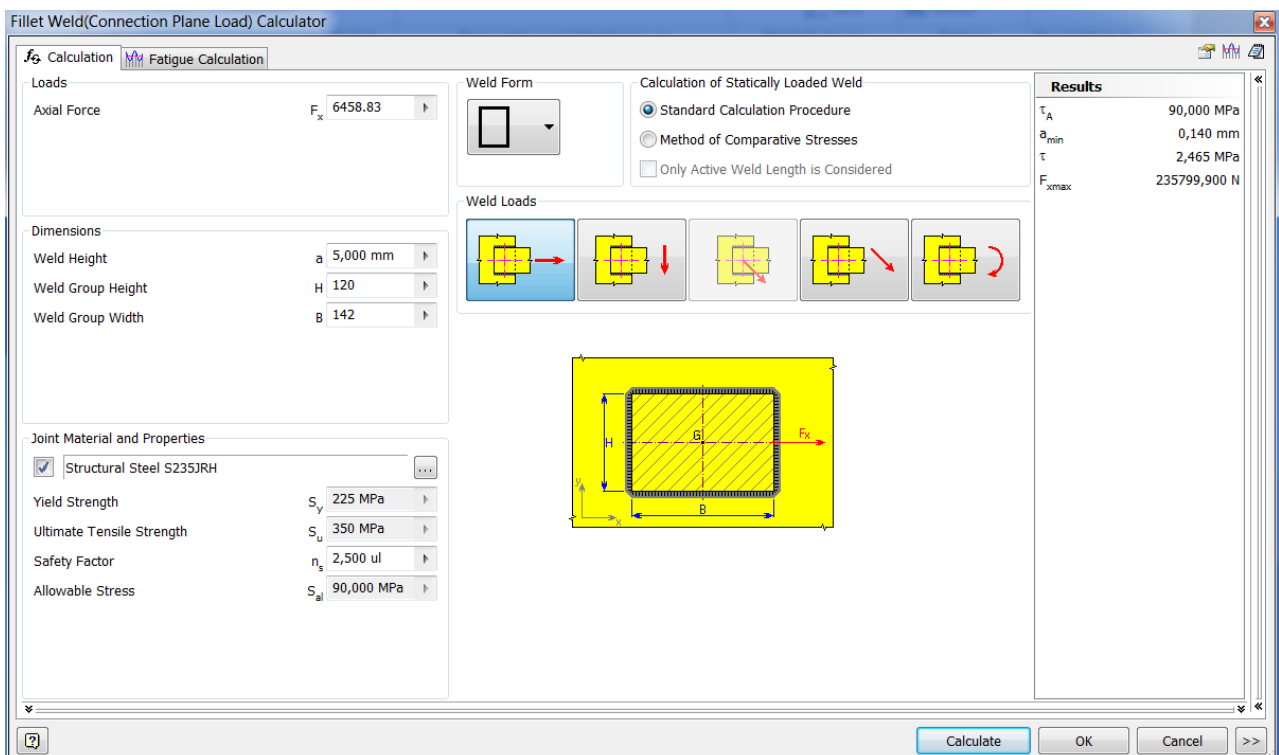 Fillet Weld(Connection Plane Load) Calculator
fG Calculation
Fatigue Calculation
Loads
Axial Force Fx 6458.83
Dimensions
Weld Height a 5,000 mm
Weld Group Height H 120
Weld Group Width B 142
Joint Material and Properties
Structural Steel S235JRH ...
Yield Strength Sy 225 MPa
Ultimate Tensile Strength Su 350 MPa
Safety Factor ns 2,500 ul
Allowable Stress Sal 90,000 MPa
Weld Form
Calculation of Statically Loaded Weld
Standard Calculation Procedure
Method of Comparative Stresses
Only Active Weld Length is Considered
Weld Loads
H
G
Fx
y
x
B
Results
τA 90,000 MPa
amin 0,140 mm
τ 2,465 MPa
Fxmax 235799,900 N
?
Calculate
OK
Cancel
>>